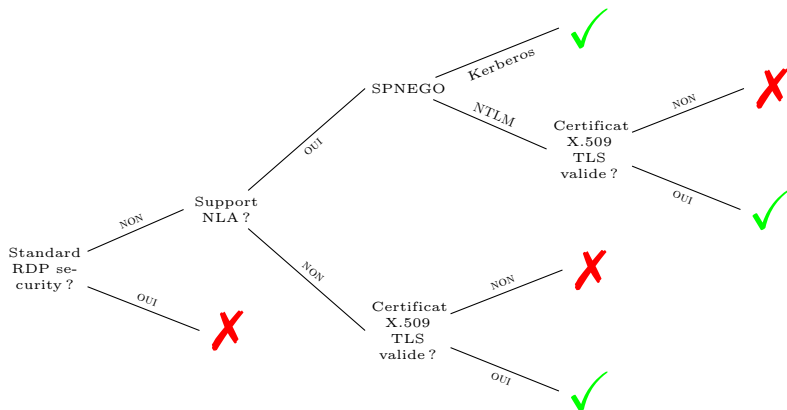 Kerberos
SPNEGO
NTLM
NON
Certificat
X.509
TLS
valide ?
OUI
OUI
Support
NLA ?
NON
Standard
RDP se-
curity ?
OUI
NON
Certificat
X.509
TLS
valide ?
NON
OUI